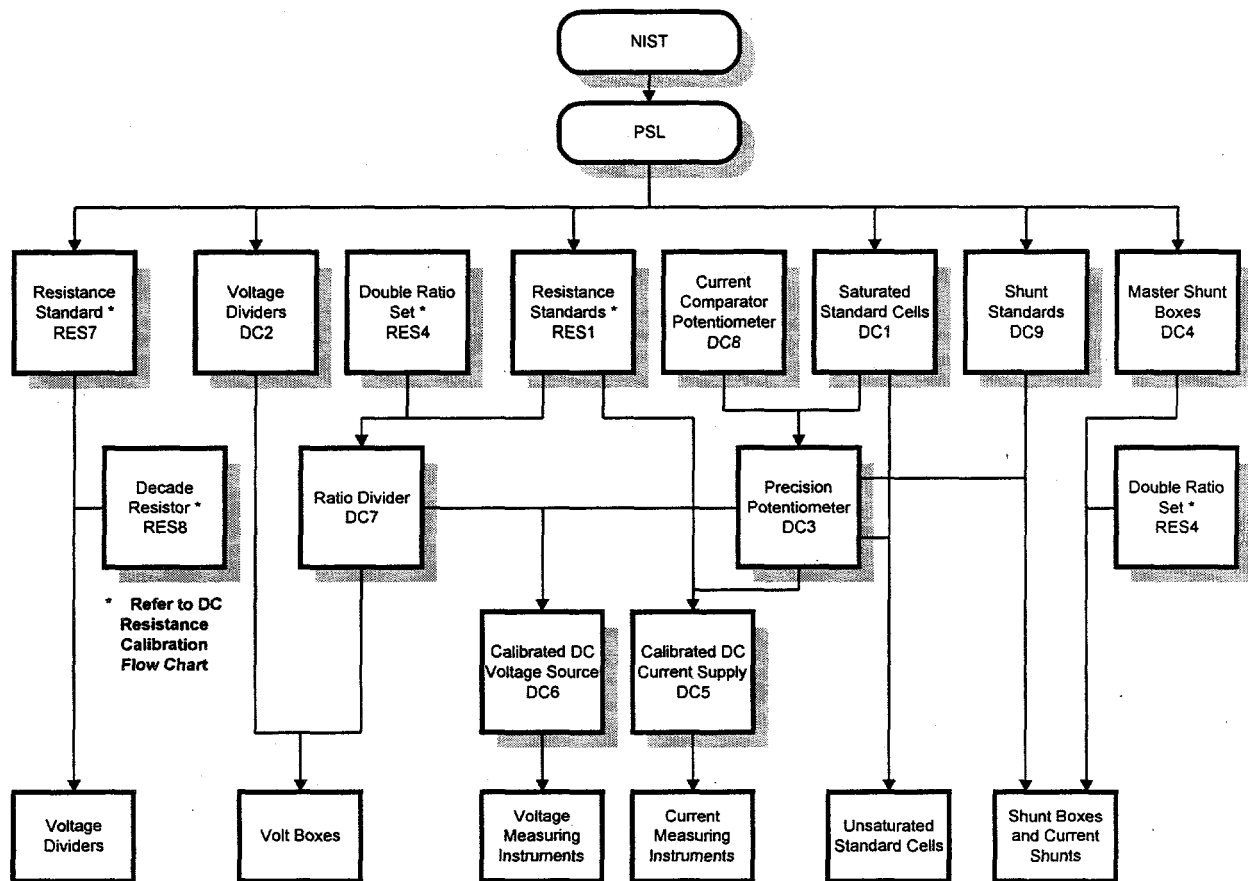 NIST
PSL
Resistance
Standard *
RES7
Voltage
Dividers
DC2
Double Ratio
Set *
RES4
Resistance
Standards *
RES1
Current
Comparator
Potentiometer
DC8
Saturated
Standard Cells
DC1
Shunt
Standards
DC9
Master Shunt
Boxes
DC4
Decade
Resistor *
RES8
Ratio Divider
DC7
Precision
Potentiometer
DC3
Double Ratio
Set *
RES4
* Refer to DC
Resistance
Calibration
Flow Chart
Calibrated DC
Voltage Source
DC6
Calibrated DC
Current Supply
DC5
Voltage
Dividers
Volt Boxes
Voltage
Measuring
Instruments
Current
Measuring
Instruments
Unsaturated
Standard Cells
Shunt Boxes
and Current
Shunts